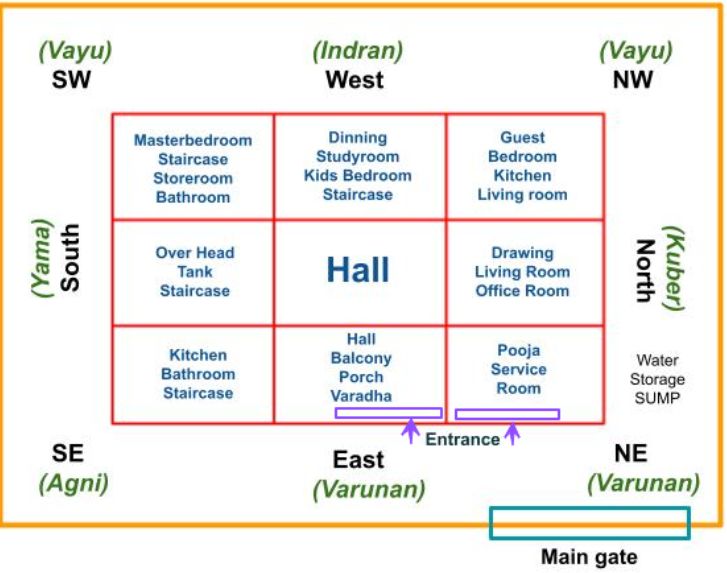 (Vayu)
SW
(Indran)
West
(Vayu)
NW
Masterbedroom
Staircase
Storeroom
Bathroom
Dinning
Studyroom
Kids Bedroom
Staircase
Guest
Bedroom
Kitchen
Living room
(Yama)
South
Over Head
Tank
Staircase
Hall
Drawing
Living Room
Office Room
North
(Kuber)
Kitchen
Bathroom
Staircase
Hall
Balcony
Porch
Varadha
Pooja
Service
Room
Water
Storage
SUMP
Entrance
SE
(Agni)
East
(Varunan)
NE
(Varunan)
Main gate